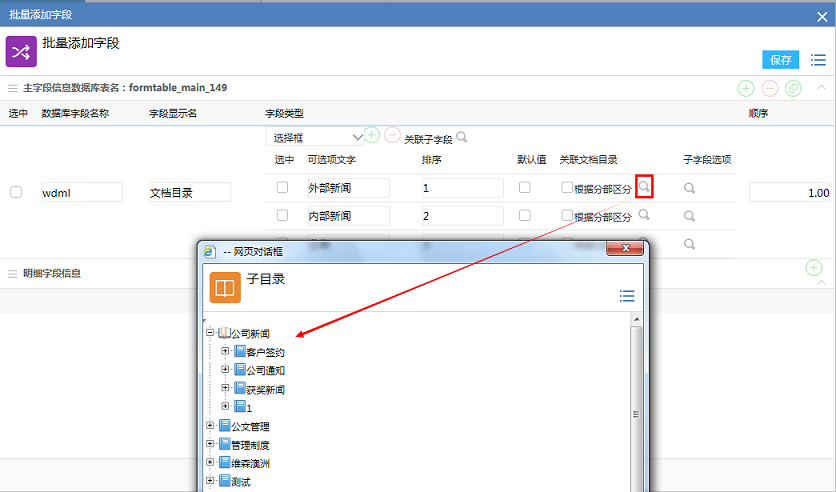 批量添加字段
批量添加字段
保存
主字段信息数据库表名：formtable_main_149
选中 数据库字段名称 字段显示名 字段类型 顺序
选择框 关联子字段
选中 可选项文字 排序 默认值 关联文档目录 子字段选项
wdml 文档目录 外部新闻 1 根据分部区分 1.00
内部新闻 2 根据分部区分
-- 网页对话框
明细字段信息
子目录
公司新闻
客户签约
公司通知
获奖新闻
1
公文管理
管理制度
维森澳洲
测试